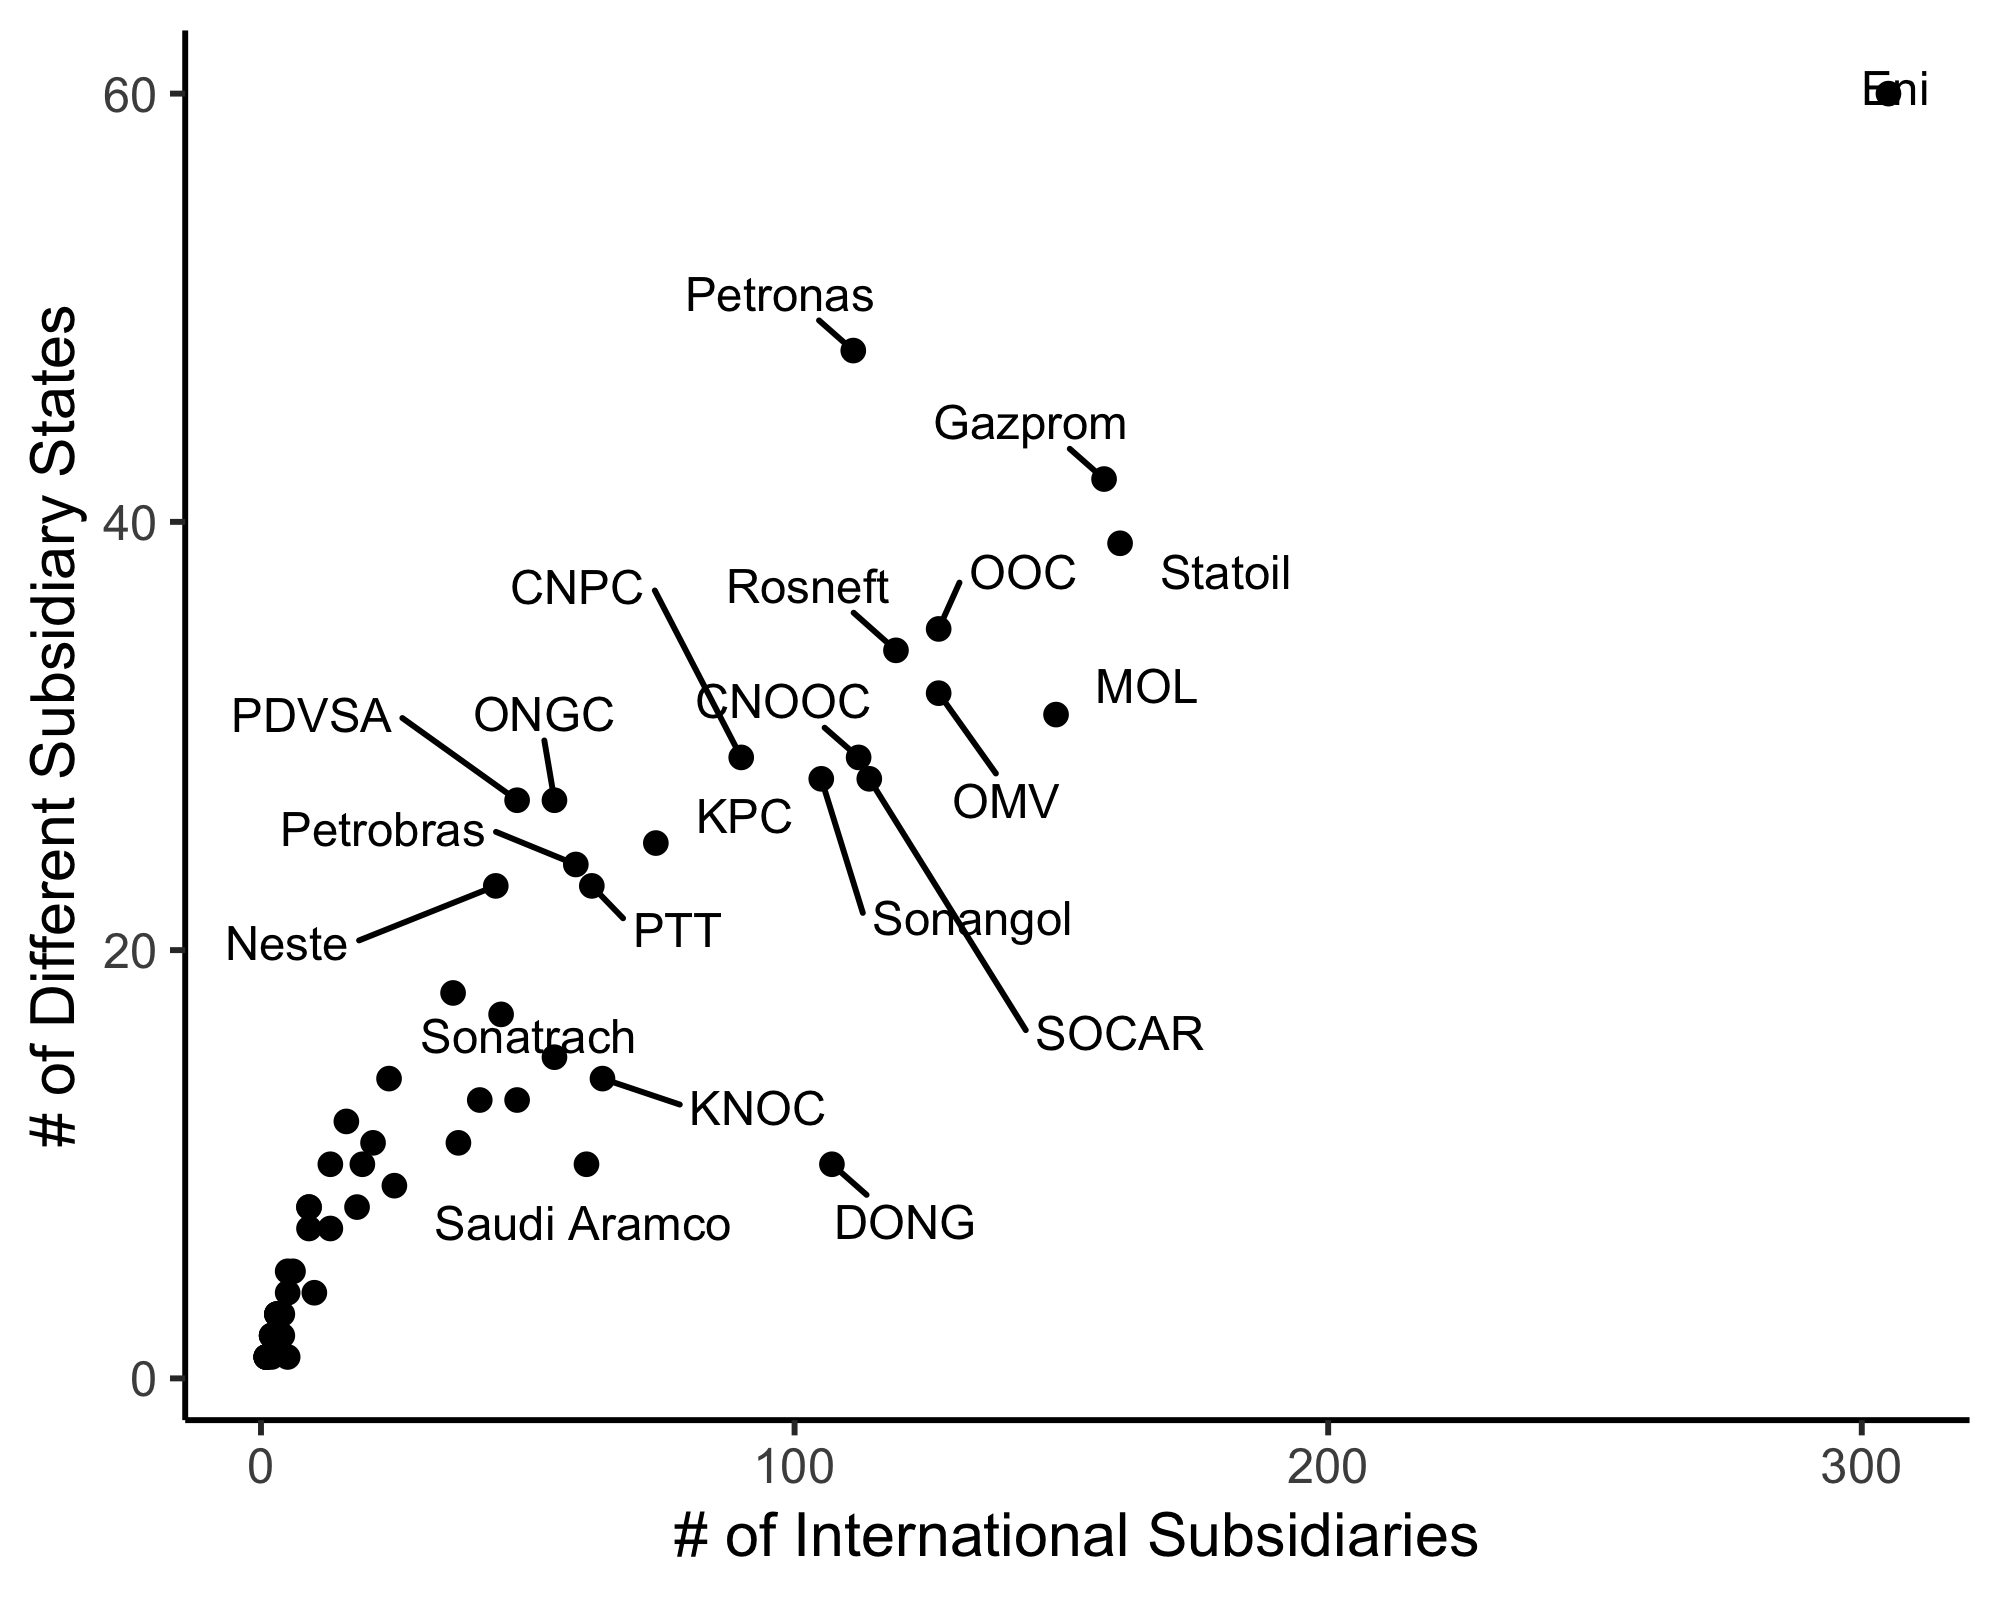 Eni
60
Petronas
Gazprom
40
Statoil
OOC
CNPC
Rosneft
MOL
CNOOC
PDVSA
ONGC
OMV
KPC
Petrobras
Sonangol
PTT
Neste
20
SOCAR
Sonatrach
KNOC
DONG
Saudi Aramco
0
0 100 200 300
# of International Subsidiaries
# of Different Subsidiary States